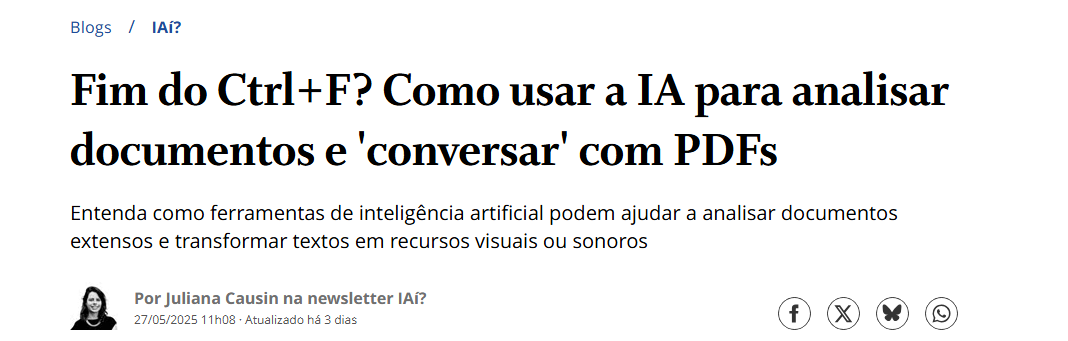 Blogs / IAí?
Fim do Ctrl+F? Como usar a IA para analisar
documentos e 'conversar' com PDFs
Entenda como ferramentas de inteligência artificial podem ajudar a analisar documentos
extensos e transformar textos em recursos visuais ou sonoros
Por Juliana Causin na newsletter IAí?
27/05/2025 11h08 · Atualizado há 3 dias